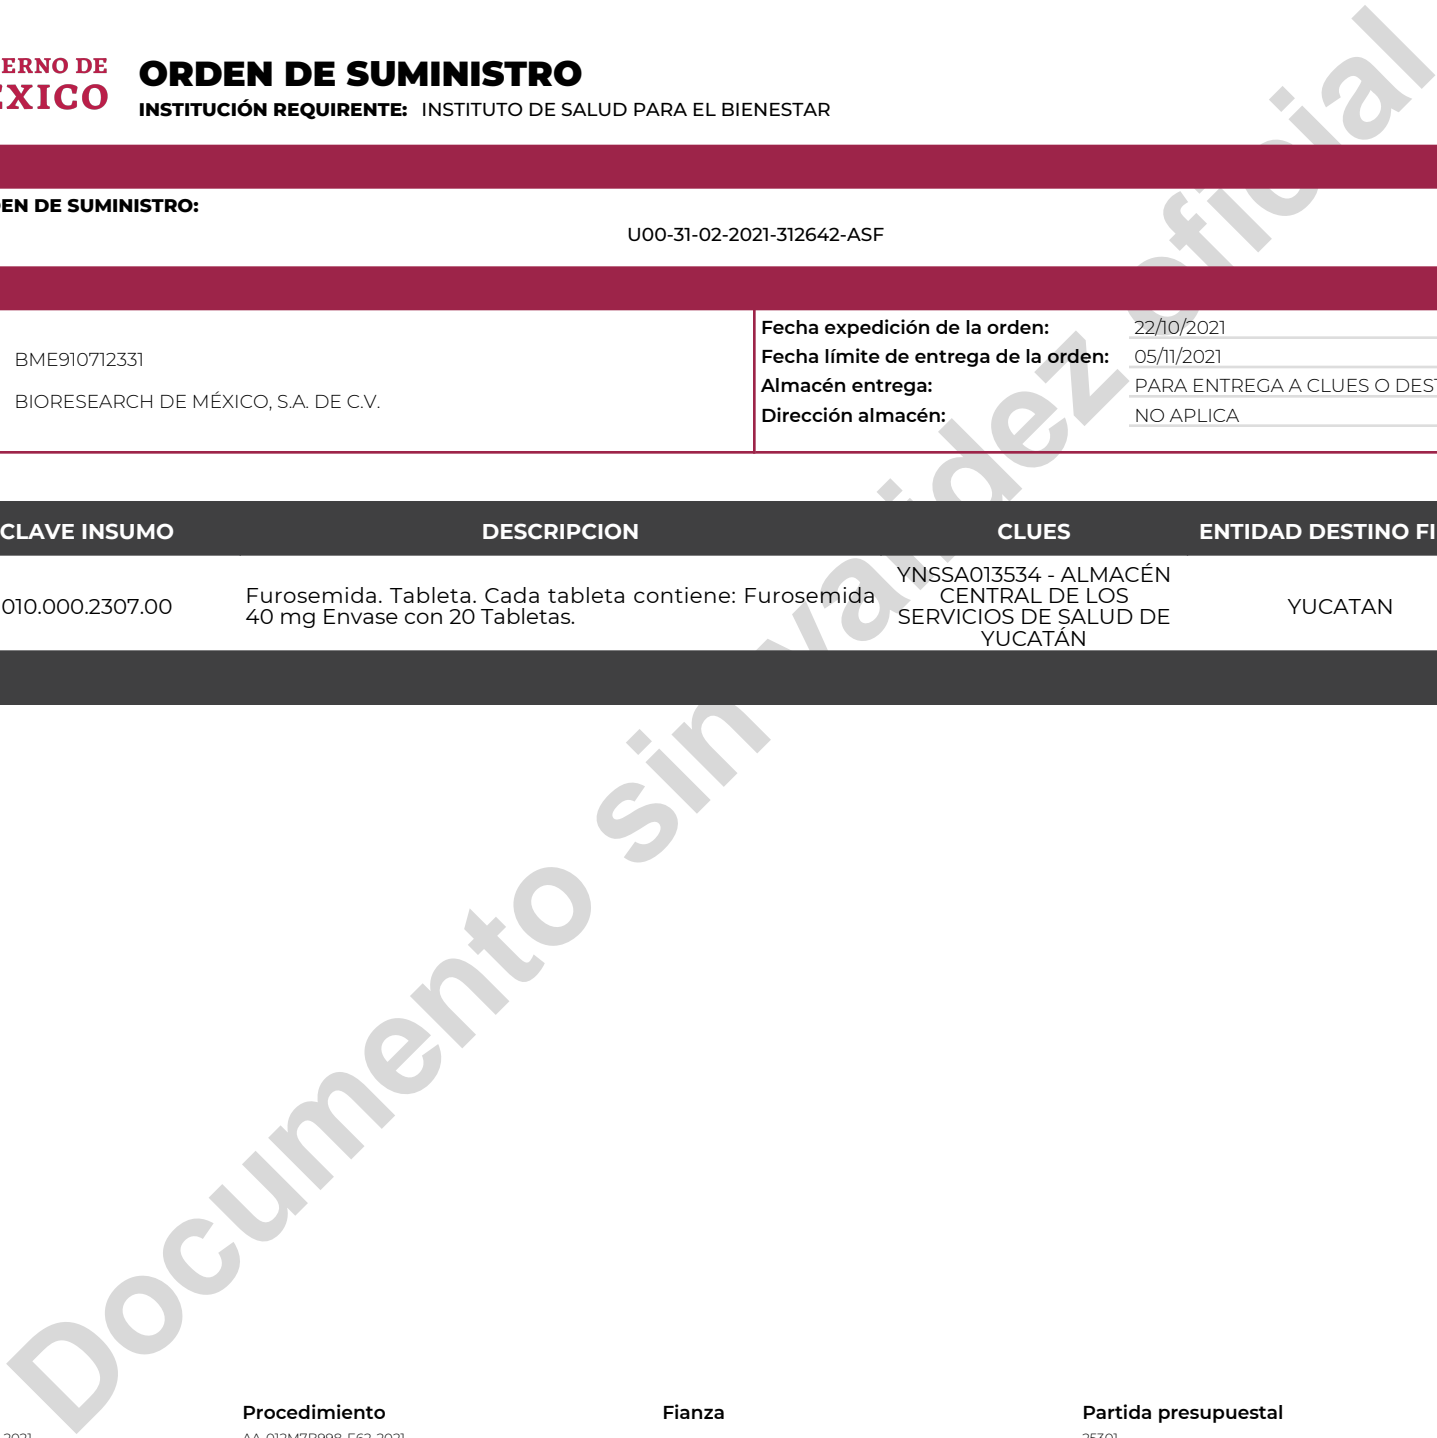 ERNO DE
ÉXICO
ORDEN DE SUMINISTRO
INSTITUCIÓN REQUIRENTE: INSTITUTO DE SALUD PARA EL BIENESTAR
EN DE SUMINISTRO:
U00-31-02-2021-312642-ASF
BME910712331
BIORESEARCH DE MÉXICO, S.A. DE C.V.
Fecha expedición de la orden: 22/10/2021
Fecha límite de entrega de la orden: 05/11/2021
Almacén entrega: PARA ENTREGA A CLUES O DEST
Dirección almacén: NO APLICA
CLAVE INSUMO DESCRIPCION CLUES ENTIDAD DESTINO FI
010.000.2307.00
Furosemida. Tableta. Cada tableta contiene: Furosemida
40 mg Envase con 20 Tabletas.
YNSSA013534 - ALMACÉN
CENTRAL DE LOS
SERVICIOS DE SALUD DE
YUCATÁN
YUCATAN
Documento sin validez oficial
Procedimiento Fianza Partida presupuestal